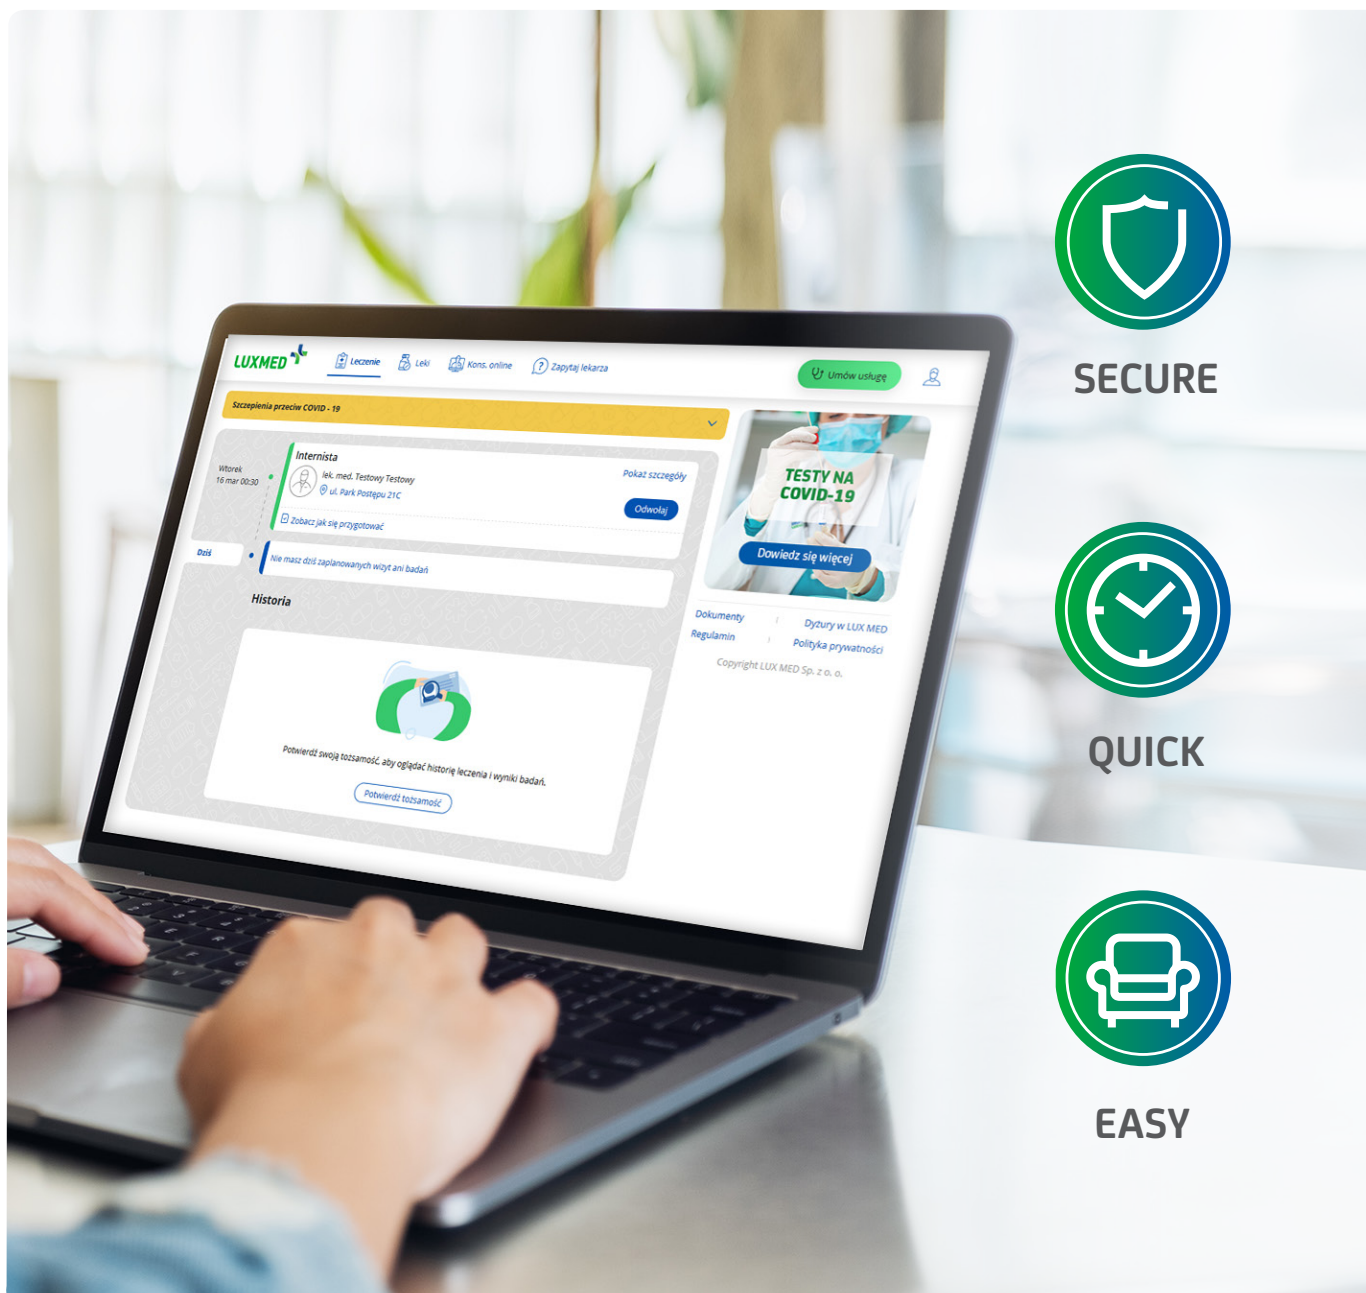 LUXMED
Leczenie
Leki
Kons. online
Zapytaj lekarza
Umów usługę
Szczepienia przeciw COVID - 19
Wtorek
16 mar 00:30
Internista
lek. med. Testowy Testowy
ul. Park Postępu 21C
Zobacz jak się przygotować
Pokaż szczegóły
Odwołaj
Dziś
Nie masz dziś zaplanowanych wizyt ani badań
Historia
Potwierdź swoją tożsamość, aby oglądać historię leczenia i wyniki badań.
Potwierdź tożsamość
TESTY NA
COVID-19
Dowiedz się więcej
Dokumenty
Dyżury w LUX MED
Regulamin
Polityka prywatności
Copyright LUX MED Sp. z o. o.
SECURE
QUICK
EASY